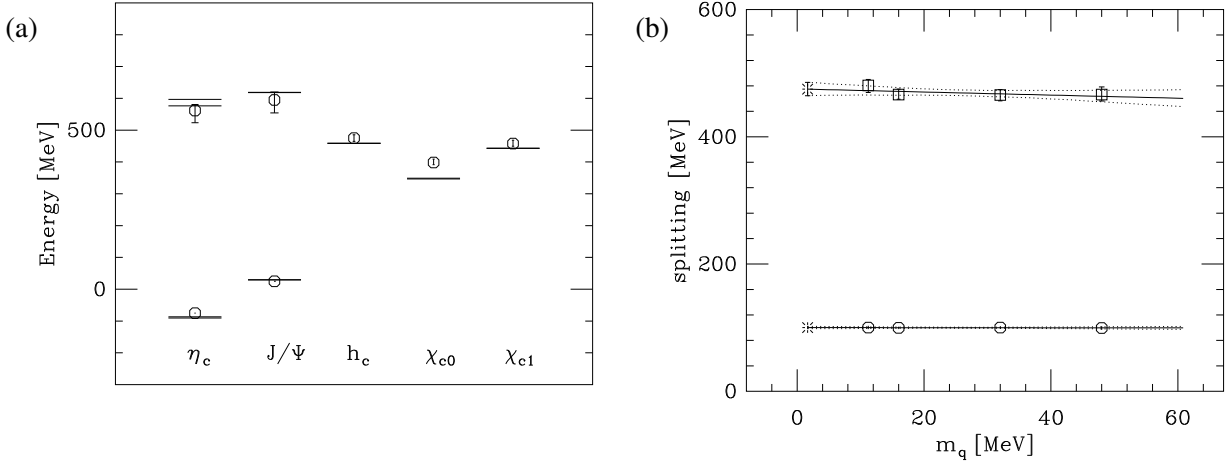 (a)
Energy [MeV]
500
0
η_c J/Ψ h_c χ_c0 χ_c1
(b)
splitting [MeV]
600
400
200
0
0 20 40 60
m_q [MeV]